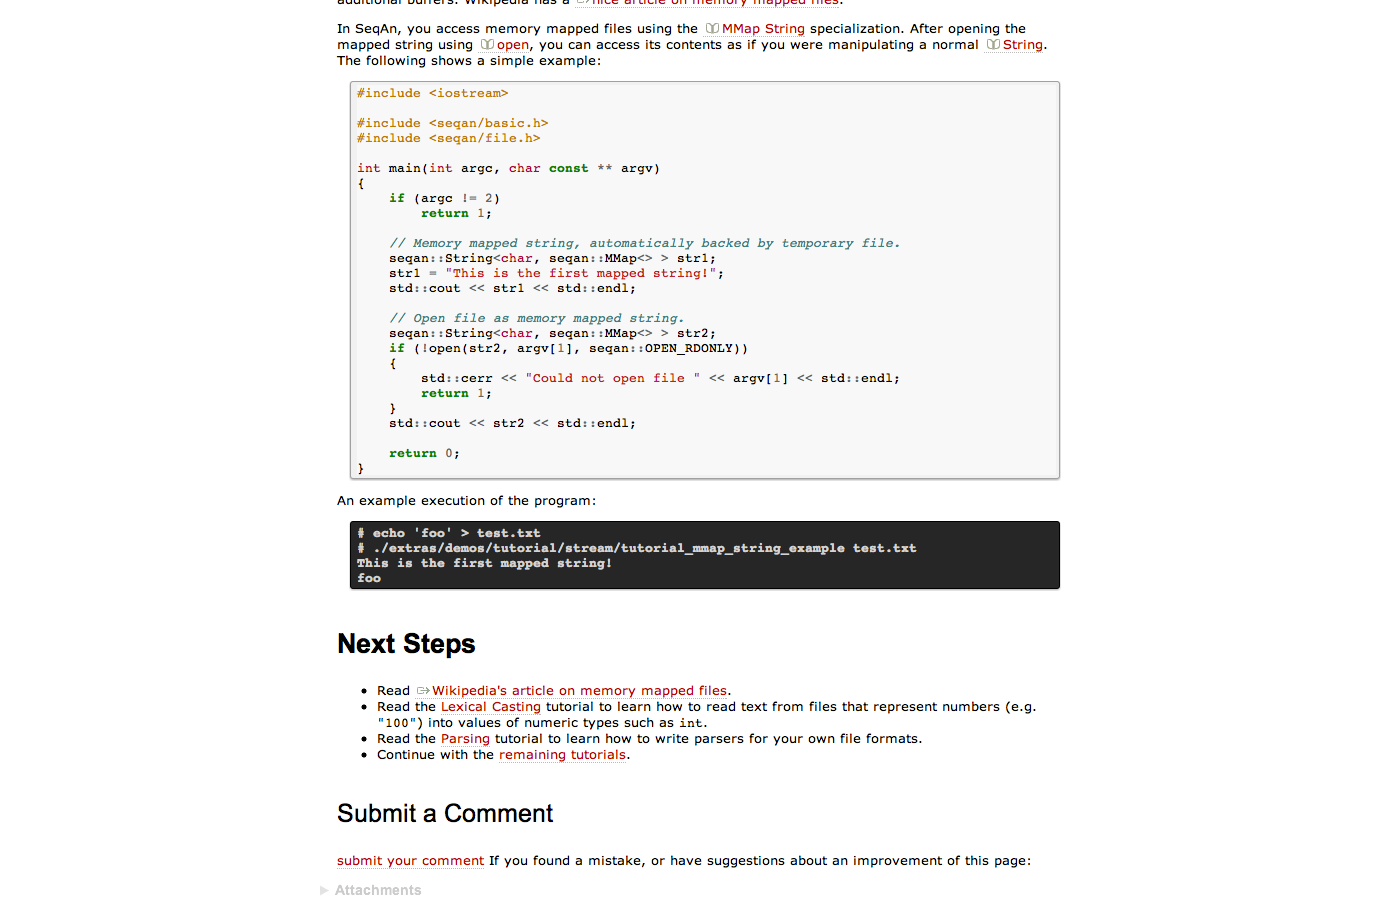 additional buffers. Wikipedia has a nice article on memory mapped files.
In SeqAn, you access memory mapped files using the MMap String specialization. After opening the
mapped string using open, you can access its contents as if you were manipulating a normal String.
The following shows a simple example:
#include <iostream>
#include <seqan/basic.h>
#include <seqan/file.h>
int main(int argc, char const ** argv)
{
if (argc != 2)
return 1;
// Memory mapped string, automatically backed by temporary file.
seqan::String<char, seqan::MMap<> > str1;
str1 = "This is the first mapped string!";
std::cout << str1 << std::endl;
// Open file as memory mapped string.
seqan::String<char, seqan::MMap<> > str2;
if (!open(str2, argv[1], seqan::OPEN_RDONLY))
{
std::cerr << "Could not open file " << argv[1] << std::endl;
return 1;
}
std::cout << str2 << std::endl;
return 0;
}
An example execution of the program:
# echo 'foo' > test.txt
# ./extras/demos/tutorial/stream/tutorial_mmap_string_example test.txt
This is the first mapped string!
foo
Next Steps
• Read Wikipedia's article on memory mapped files.
• Read the Lexical Casting tutorial to learn how to read text from files that represent numbers (e.g.
"100") into values of numeric types such as int.
• Read the Parsing tutorial to learn how to write parsers for your own file formats.
• Continue with the remaining tutorials.
Submit a Comment
submit your comment If you found a mistake, or have suggestions about an improvement of this page:
Attachments